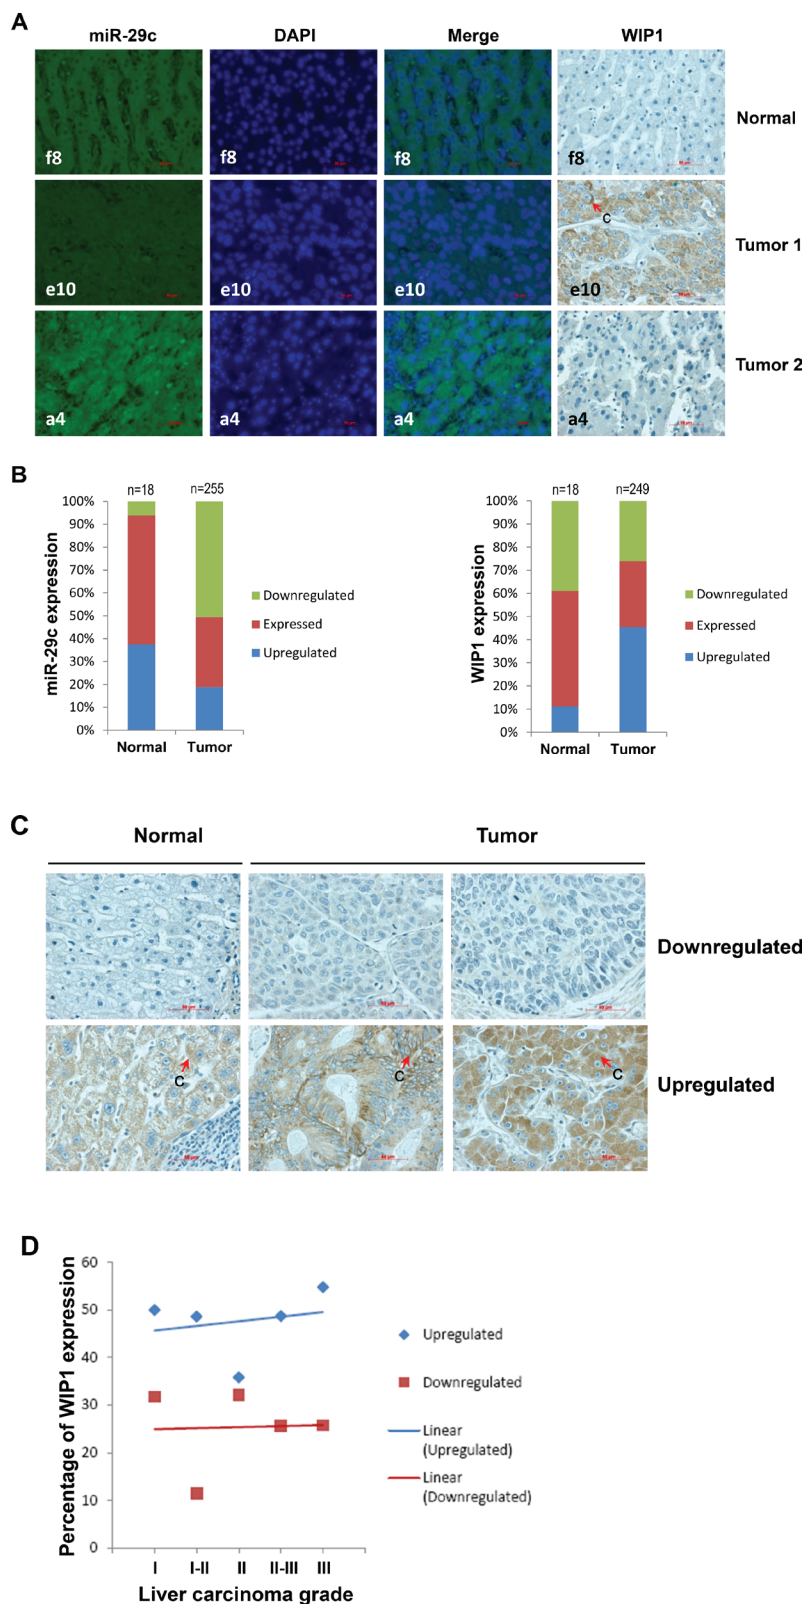 A
miR-29c DAPI Merge WIP1
f8 f8 f8 f8 Normal
C
e10 e10 e10 e10 Tumor 1
a4 a4 a4 a4 Tumor 2
B
n=18 n=255
100%
90%
80%
70%
60%
50%
40%
30%
20%
10%
0%
miR-29c expression
Normal Tumor
Downregulated
Expressed
Upregulated
n=18 n=249
100%
90%
80%
70%
60%
50%
40%
30%
20%
10%
0%
WIP1 expression
Normal Tumor
Downregulated
Expressed
Upregulated
C
Normal Tumor
Downregulated
C C C
Upregulated
D
60
50
40
30
20
10
0
Percentage of WIP1 expression
I I-II II II-III III
Liver carcinoma grade
Upregulated
Downregulated
Linear
(Upregulated)
Linear
(Downregulated)